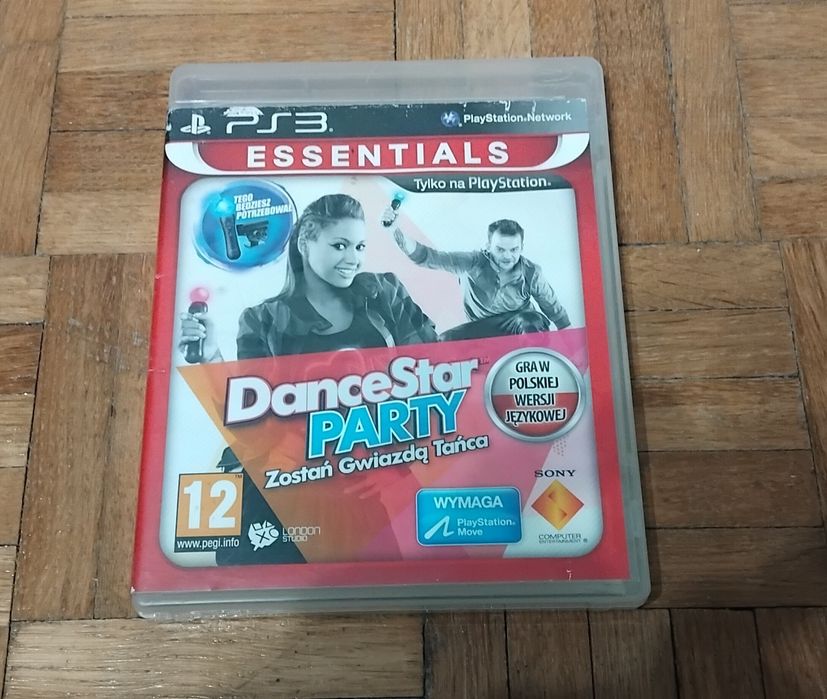 PS3
PlayStation®Network
ESSENTIALS
Tylko na PlayStation®
TEGO
BĘDZIESZ
POTRZEBOWAŁ
DanceStar™
PARTY
Zostań Gwiazdą Tańca
GRA W
POLSKIEJ
WERSJI
JĘZYKOWEJ
12
www.pegi.info
LONDON
STUDIO
WYMAGA
PlayStation®
Move
SONY
COMPUTER
ENTERTAINMENT®